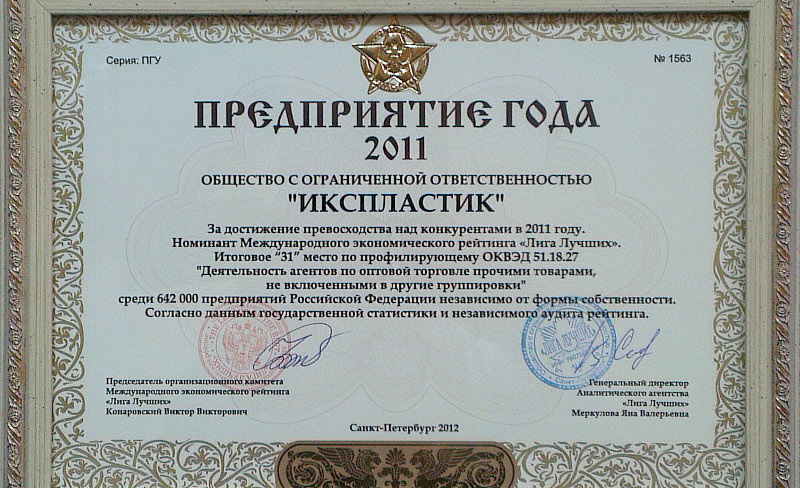 Серия: ПГУ
№ 1563
ПРЕДПРИЯТИЕ ГОДА
2011
ОБЩЕСТВО С ОГРАНИЧЕННОЙ ОТВЕТСТВЕННОСТЬЮ
"ИКСПЛАСТИК"
За достижение превосходства над конкурентами в 2011 году.
Номинант Международного экономического рейтинга «Лига Лучших».
Итоговое “31” место по профилирующему ОКВЭД 51.18.27
"Деятельность агентов по оптовой торговле прочими товарами,
не включенными в другие группировки"
среди 642 000 предприятий Российской Федерации независимо от формы собственности.
Согласно данным государственной статистики и независимого аудита рейтинга.
Председатель организационного комитета
Международного экономического рейтинга
«Лига Лучших»
Конаровский Виктор Викторович
Генеральный директор
Аналитического агентства
«Лига Лучших»
Меркулова Яна Валерьевна
Санкт-Петербург 2012